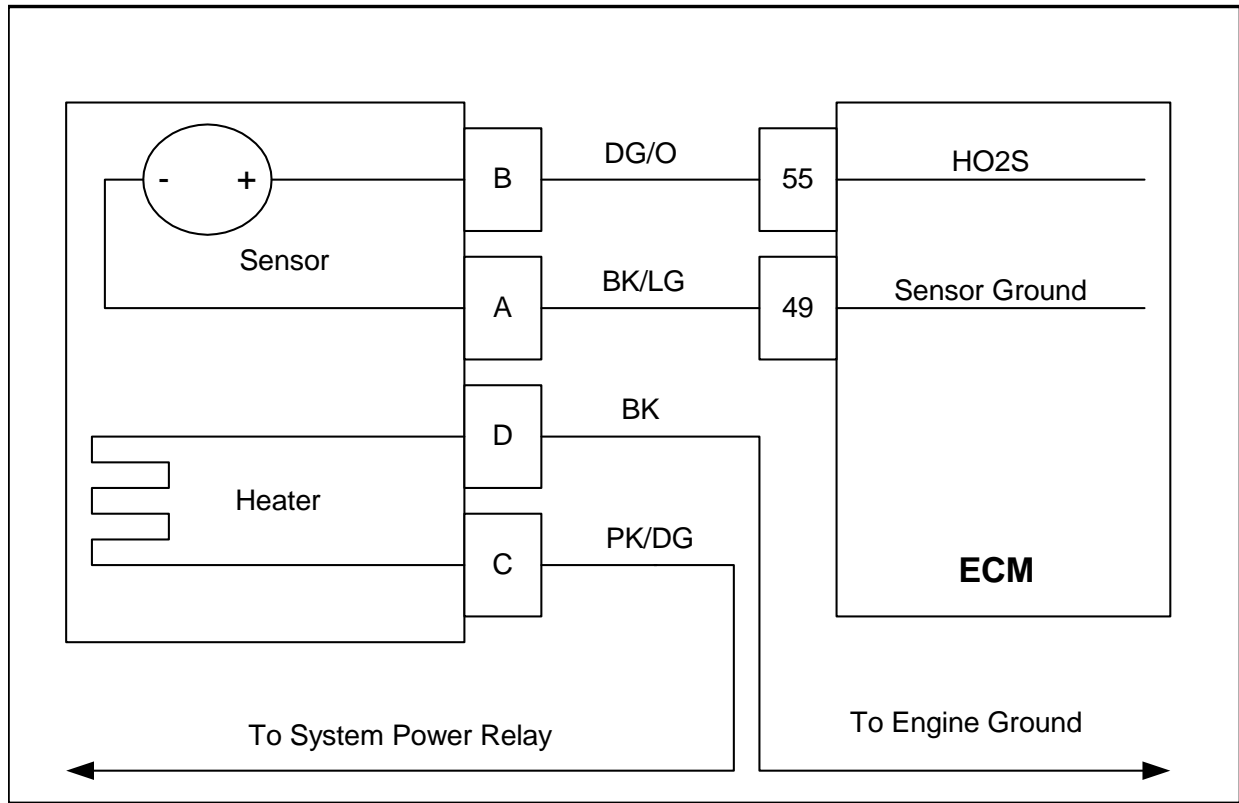 B DG/O 55 HO2S
- +
Sensor
A BK/LG 49 Sensor Ground
D BK
Heater
C PK/DG
ECM
To System Power Relay
To Engine Ground